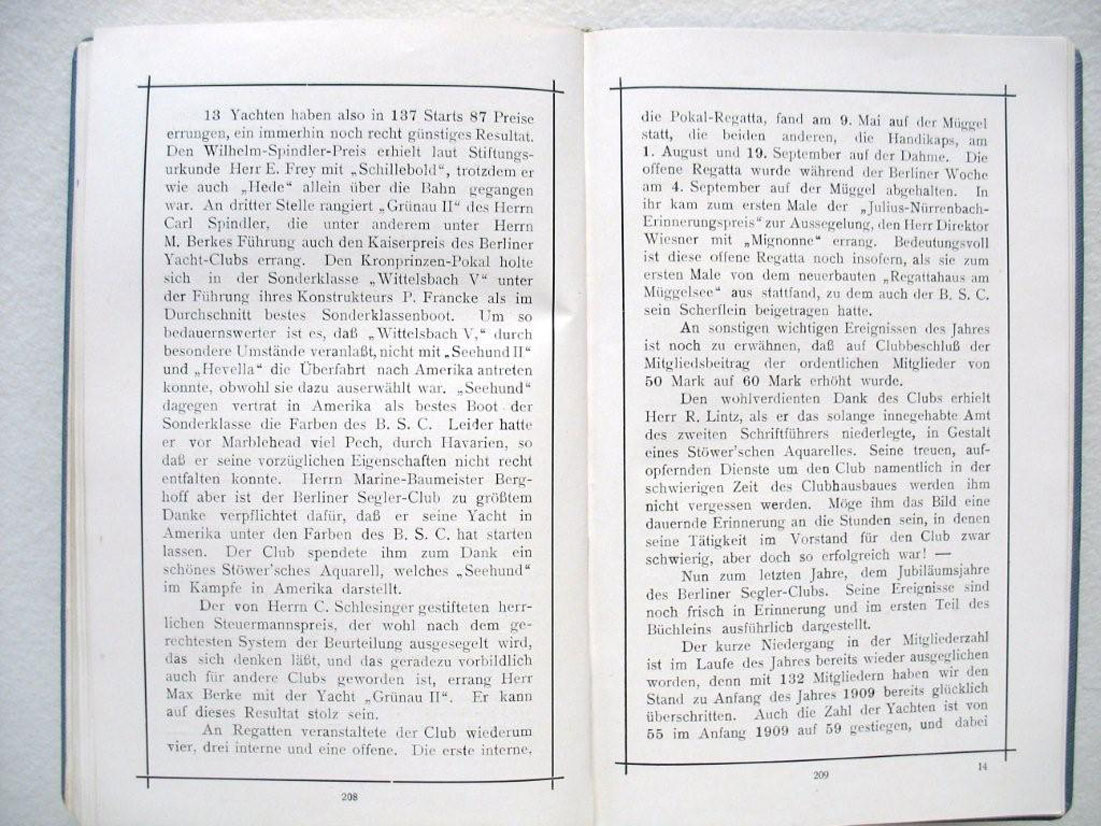 13 Yachten haben also in 137 Starts 87 Preise
errungen, ein immerhin noch recht günstiges Resultat.
Den Wilhelm-Spindler-Preis erhielt laut Stiftungs-
urkunde Herr E. Frey mit „Schillebold“, trotzdem er
wie auch „Hede“ allein über die Bahn gegangen
war. An dritter Stelle rangiert „Grünau II“ des Herrn
Carl Spindler, die unter anderem unter Herrn
M. Berkes Führung auch den Kaiserpreis des Berliner
Yacht-Clubs errang. Den Kronprinzen-Pokal holte
sich in der Sonderklasse „Wittelsbach V“ unter
der Führung ihres Konstrukteurs P. Francke als im
Durchschnitt bestes Sonderklassenboot. Um so
bedauernswerter ist es, daß „Wittelsbach V,“ durch
besondere Umstände veranlaßt, nicht mit „Seehund II“
und „Hevella“ die Überfahrt nach Amerika antreten
konnte, obwohl sie dazu auserwählt war. „Seehund“
dagegen vertrat in Amerika als bestes Boot der
Sonderklasse die Farben des B. S. C. Leider hatte
er vor Marblehead viel Pech, durch Havarien, so
daß er seine vorzüglichen Eigenschaften nicht recht
entfalten konnte. Herrn Marine-Baumeister Berg-
hoff aber ist der Berliner Segler-Club zu größtem
Danke verpflichtet dafür, daß er seine Yacht in
Amerika unter den Farben des B. S. C. hat starten
lassen. Der Club spendete ihm zum Dank ein
schönes Stöwer'sches Aquarell, welches „Seehund“
im Kampfe in Amerika darstellt.
Der von Herrn C. Schlesinger gestifteten herr-
lichen Steuermannspreis, der wohl nach dem ge-
rechtesten System der Beurteilung ausgesegelt wird,
das sich denken läßt, und das geradezu vorbildlich
auch für andere Clubs geworden ist, errang Herr
Max Berke mit der Yacht „Grünau II“. Er kann
auf dieses Resultat stolz sein.
An Regatten veranstaltete der Club wiederum
vier, drei interne und eine offene. Die erste interne,
208
die Pokal-Regatta, fand am 9. Mai auf der Müggel
statt, die beiden anderen, die Handikaps, am
1. August und 19. September auf der Dahme. Die
offene Regatta wurde während der Berliner Woche
am 4. September auf der Müggel abgehalten. In
ihr kam zum ersten Male der „Julius-Nürrenbach-
Erinnerungspreis“ zur Aussegelung, den Herr Direktor
Wiesner mit „Mignonne“ errang. Bedeutungsvoll
ist diese offene Regatta noch insofern, als sie zum
ersten Male von dem neuerbauten „Regattahaus am
Müggelsee“ aus stattfand, zu dem auch der B. S. C.
sein Scherflein beigetragen hatte.
An sonstigen wichtigen Ereignissen des Jahres
ist noch zu erwähnen, daß auf Clubbeschluß der
Mitgliedsbeitrag der ordentlichen Mitglieder von
50 Mark auf 60 Mark erhöht wurde.
Den wohlverdienten Dank des Clubs erhielt
Herr R. Lintz, als er das solange innegehabte Amt
des zweiten Schriftführers niederlegte, in Gestalt
eines Stöwer'schen Aquarelles. Seine treuen, auf-
opfernden Dienste um den Club namentlich in der
schwierigen Zeit des Clubhausbaues werden ihm
nicht vergessen werden. Möge ihm das Bild eine
dauernde Erinnerung an die Stunden sein, in denen
seine Tätigkeit im Vorstand für den Club zwar
schwierig, aber doch so erfolgreich war! —
Nun zum letzten Jahre, dem Jubiläumsjahre
des Berliner Segler-Clubs. Seine Ereignisse sind
noch frisch in Erinnerung und im ersten Teil des
Büchleins ausführlich dargestellt.
Der kurze Niedergang in der Mitgliederzahl
ist im Laufe des Jahres bereits wieder ausgeglichen
worden, denn mit 132 Mitgliedern haben wir den
Stand zu Anfang des Jahres 1909 bereits glücklich
überschritten. Auch die Zahl der Yachten ist von
55 im Anfang 1909 auf 59 gestiegen, und dabei
14
209